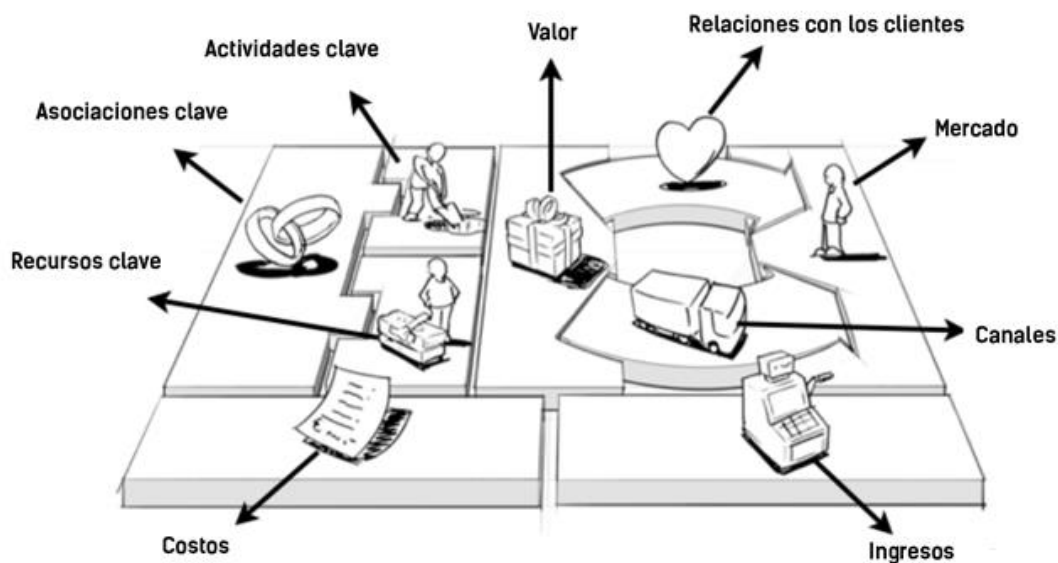 Relaciones con los clientes
Valor
Actividades clave
Asociaciones clave
Mercado
Recursos clave
Canales
Costos
Ingresos